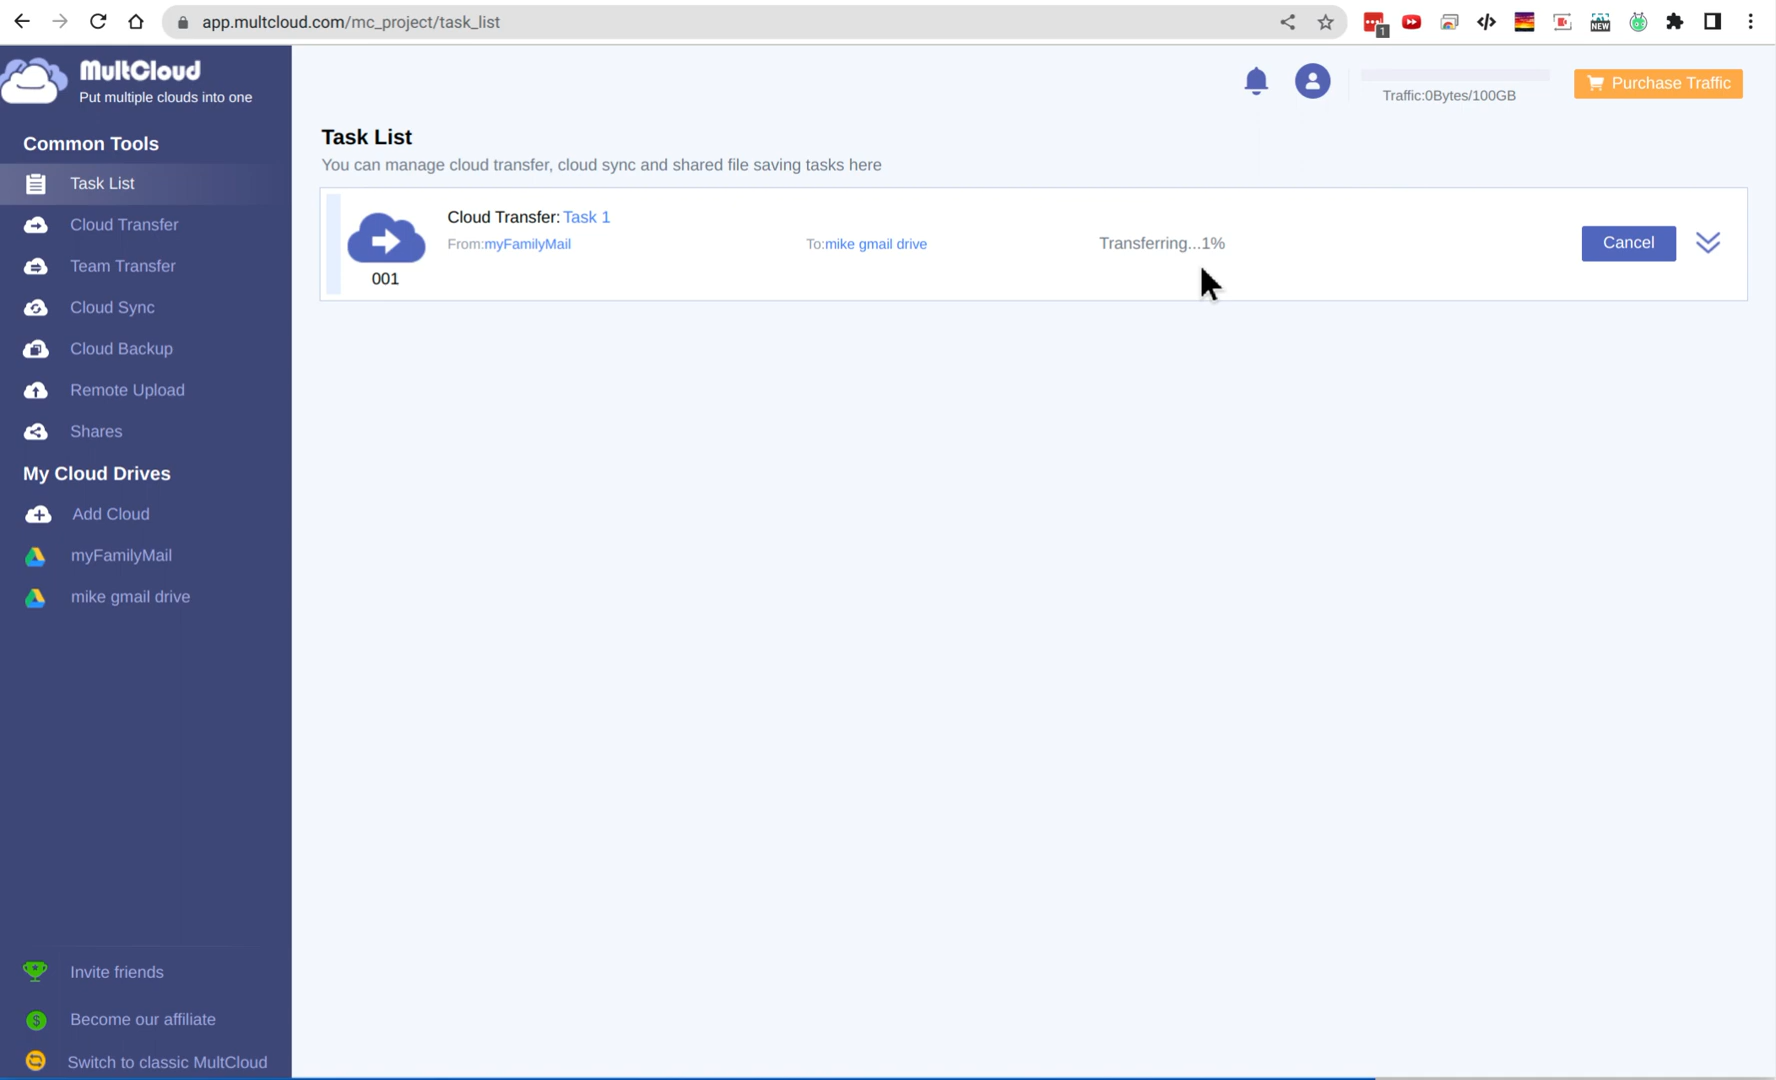 app.multcloud.com/mc_project/task_list
1
NEW
MultCloud
Put multiple clouds into one
Traffic:0Bytes/100GB
Purchase Traffic
Common Tools
Task List
Cloud Transfer
Team Transfer
Cloud Sync
Cloud Backup
Remote Upload
Shares
My Cloud Drives
Add Cloud
myFamilyMail
mike gmail drive
Invite friends
Become our affiliate
Switch to classic MultCloud
Task List
You can manage cloud transfer, cloud sync and shared file saving tasks here
Cloud Transfer: Task 1
From:myFamilyMail
To:mike gmail drive
Transferring...1%
Cancel
001